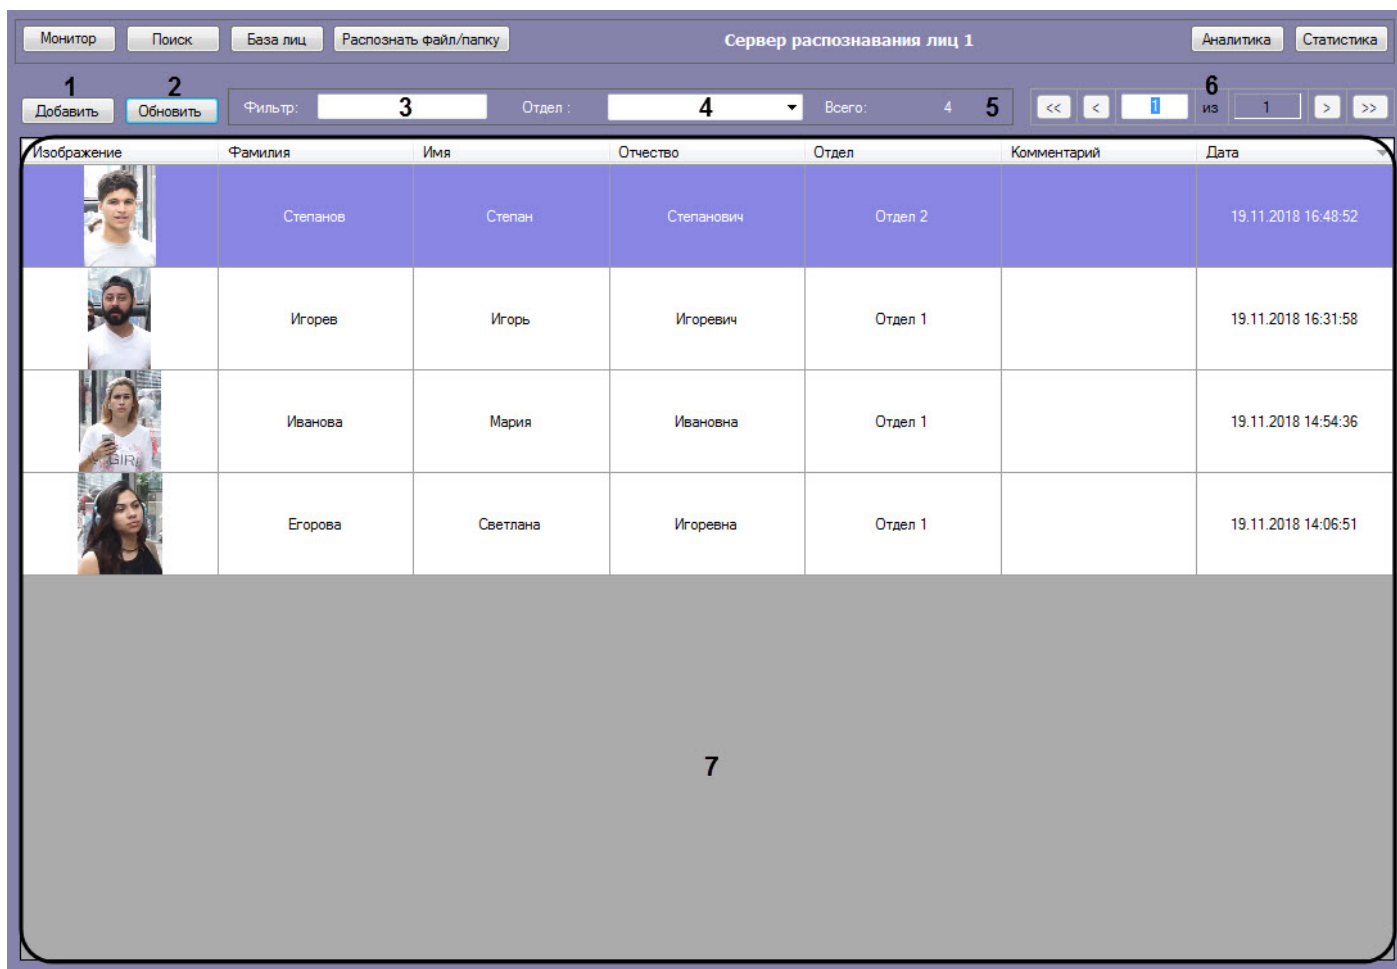 Монитор Поиск База лиц Распознать файл/папку Сервер распознавания лиц 1 Аналитика Статистика
1 2 6
Добавить Обновить Фильтр: 3 Отдел : 4 Всего: 4 5 << < 1 из 1 > >>
Изображение Фамилия Имя Отчество Отдел Комментарий Дата
Степанов Степан Степанович Отдел 2 19.11.2018 16:48:52
Игорев Игорь Игоревич Отдел 1 19.11.2018 16:31:58
Иванова Мария Ивановна Отдел 1 19.11.2018 14:54:36
GIRL
Егорова Светлана Игоревна Отдел 1 19.11.2018 14:06:51
7